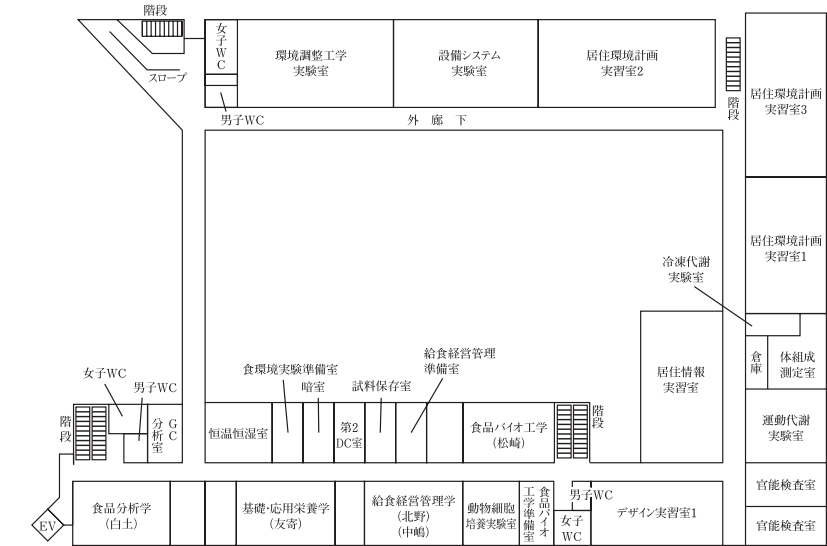 階段
スロープ
女子WC
男子WC
環境調整工学
実験室
設備システム
実験室
居住環境計画
実習室2
階段
居住環境計画
実習室3
外 廊 下
居住環境計画
実習室1
冷凍代謝
実験室
倉庫
体組成
測定室
居住情報
実習室
運動代謝
実験室
官能検査室
官能検査室
女子WC
男子WC
階段
GC
分析室
恒温恒湿室
食環境実験準備室
暗室
第2
DC室
試料保存室
給食経営管理
準備室
食品バイオ工学
(松崎)
階段
EV
食品分析学
(白土)
基礎・応用栄養学
(友寄)
給食経営管理学
(北野)
(中嶋)
動物細胞
培養実験室
食品バイオ
工学準備室
男子WC
女子
WC
デザイン実習室1